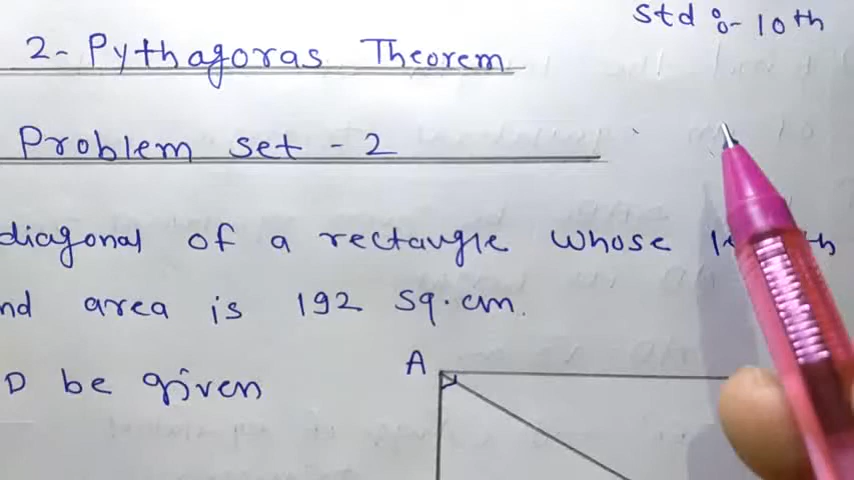 Std :- 10th
2- Pythagoras Theorem
Problem set - 2
diagonal of a rectangle whose
nd area is 192 sq.cm.
D be given
A